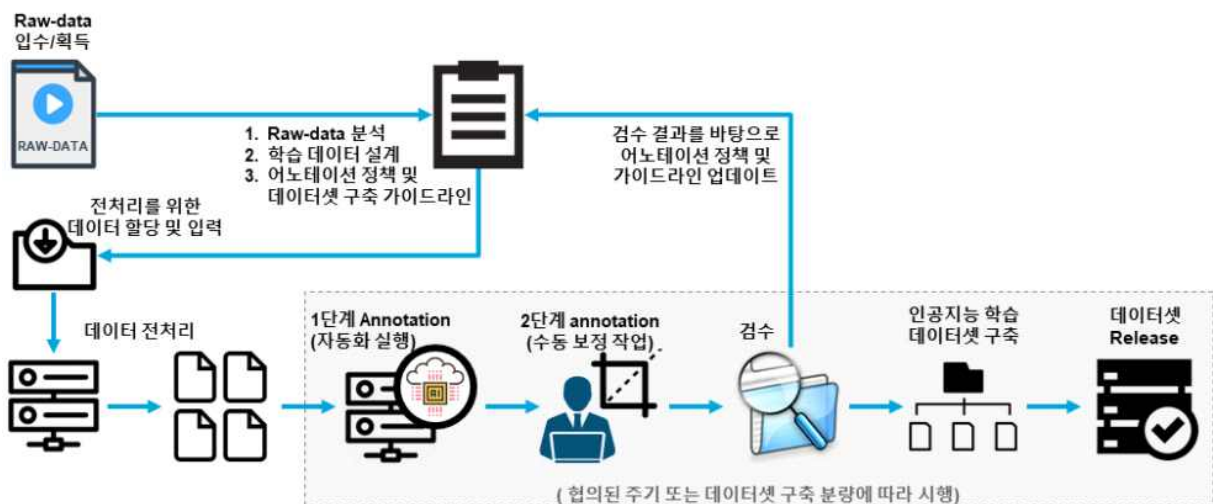 Raw-data
입수/획득
RAW-DATA
1. Raw-data 분석
2. 학습 데이터 설계
3. 어노테이션 정책 및
데이터셋 구축 가이드라인
검수 결과를 바탕으로
어노테이션 정책 및
가이드라인 업데이트
전처리를 위한
데이터 할당 및 입력
데이터 전처리
1단계 Annotation
(자동화 실행)
AI
2단계 annotation
(수동 보정 작업)
검수
인공지능 학습
데이터셋 구축
데이터셋
Release
( 협의된 주기 또는 데이터셋 구축 분량에 따라 시행)